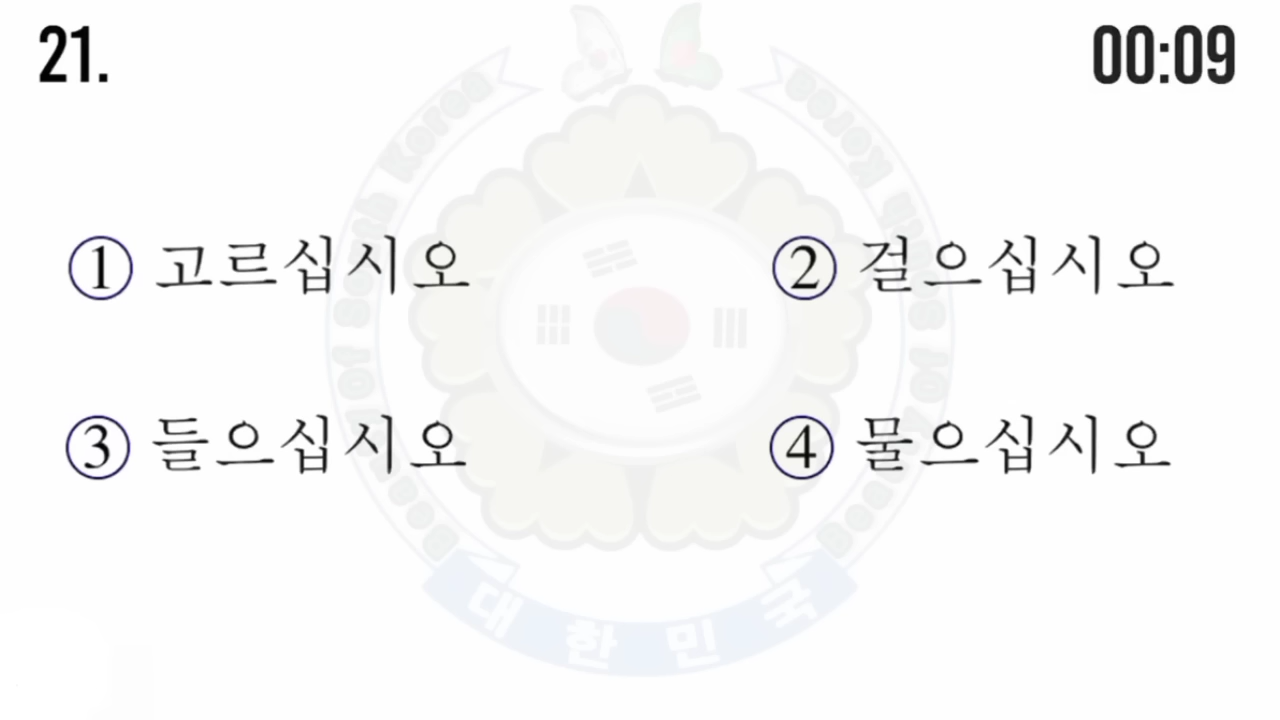 21.
00:09
① 고르십시오
② 걸으십시오
③ 들으십시오
④ 물으십시오
대한민국